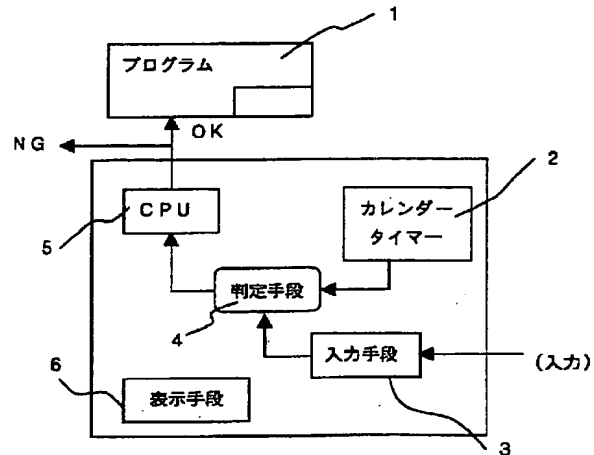 1
プログラム
OK
NG
2
CPU
カレンダー
タイマー
5
判定手段
4
入力手段
(入力)
6
表示手段
3